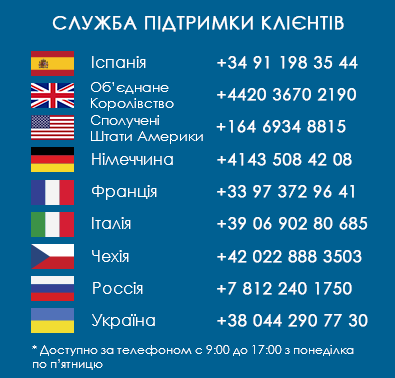 СЛУЖБА ПІДТРИМКИ КЛІЄНТІВ
Іспанія +34 91 198 35 44
Об’єднане
Королівство +4420 3670 2190
Сполучені
Штати Америки +164 6934 8815
Німеччина +4143 508 42 08
Франція +33 97 372 96 41
Італія +39 06 902 80 685
Чехія +42 022 888 3503
Россія +7 812 240 1750
Україна +38 044 290 77 30
* Доступно за телефоном с 9:00 до 17:00 з понеділка
по п’ятницю